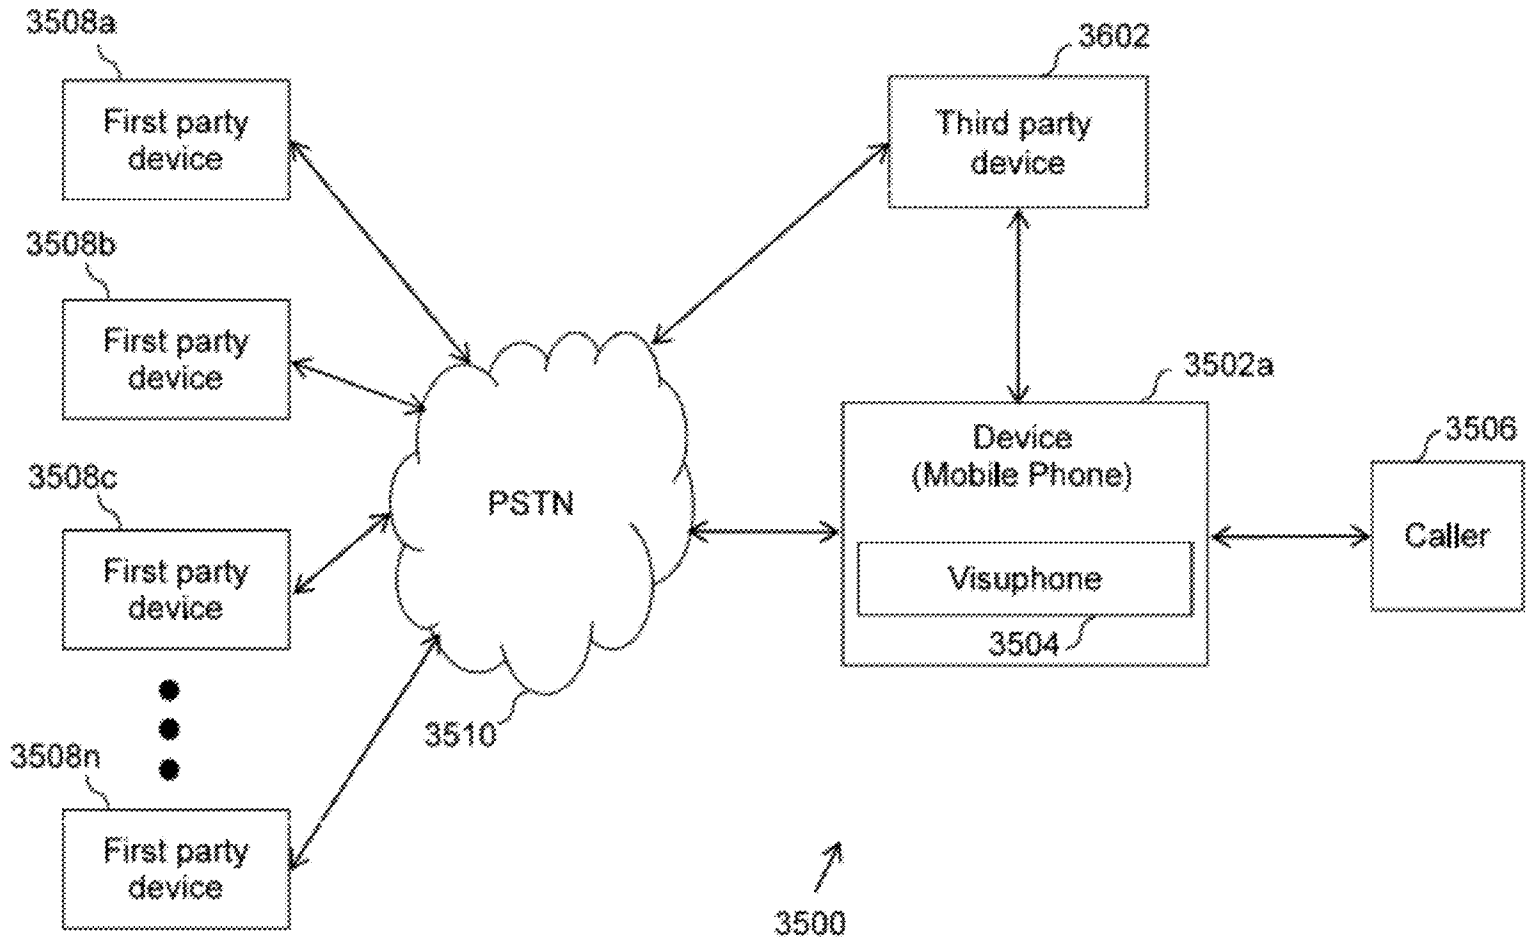 3508a
First party
device
3602
Third party
device
3508b
First party
device
3502a
Device
(Mobile Phone)
3506
Caller
3508c
First party
device
PSTN
Visuphone
3504
3510
3508n
First party
device
3500